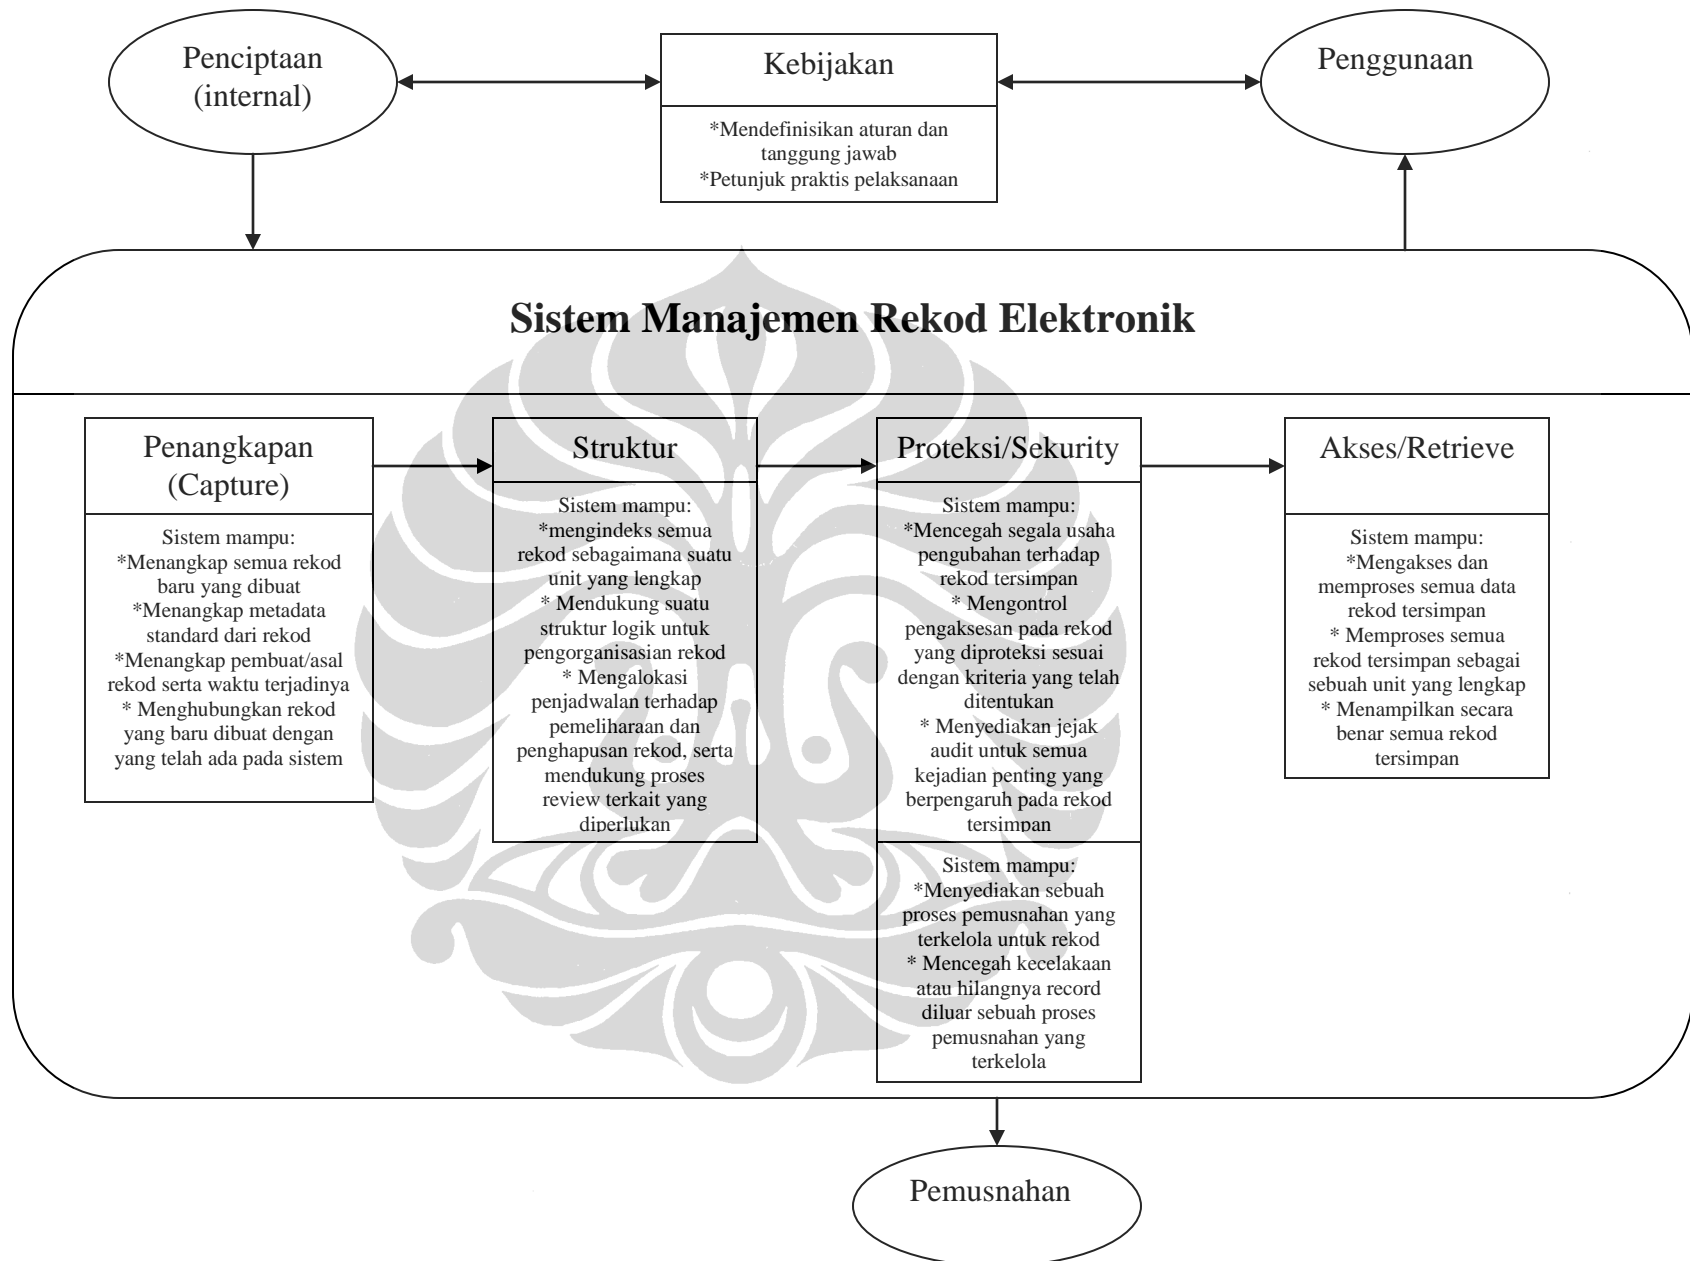 Penciptaan
(internal)
Kebijakan
*Mendefinisikan aturan dan
tanggung jawab
*Petunjuk praktis pelaksanaan
Penggunaan
Sistem Manajemen Rekod Elektronik
Penangkapan
(Capture)
Sistem mampu:
*Menangkap semua rekod
baru yang dibuat
*Menangkap metadata
standard dari rekod
*Menangkap pembuat/asal
rekod serta waktu terjadinya
* Menghubungkan rekod
yang baru dibuat dengan
yang telah ada pada sistem
Struktur
Sistem mampu:
*mengindeks semua
rekod sebagaimana suatu
unit yang lengkap
* Mendukung suatu
struktur logik untuk
pengorganisasian rekod
* Mengalokasi
penjadwalan terhadap
pemeliharaan dan
penghapusan rekod, serta
mendukung proses
review terkait yang
diperlukan
Proteksi/Sekurity
Sistem mampu:
*Mencegah segala usaha
pengubahan terhadap
rekod tersimpan
* Mengontrol
pengaksesan pada rekod
yang diproteksi sesuai
dengan kriteria yang telah
ditentukan
* Menyediakan jejak
audit untuk semua
kejadian penting yang
berpengaruh pada rekod
tersimpan
Sistem mampu:
*Menyediakan sebuah
proses pemusnahan yang
terkelola untuk rekod
* Mencegah kecelakaan
atau hilangnya record
diluar sebuah proses
pemusnahan yang
terkelola
Akses/Retrieve
Sistem mampu:
*Mengakses dan
memproses semua data
rekod tersimpan
* Memproses semua
rekod tersimpan sebagai
sebuah unit yang lengkap
* Menampilkan secara
benar semua rekod
tersimpan
Pemusnahan